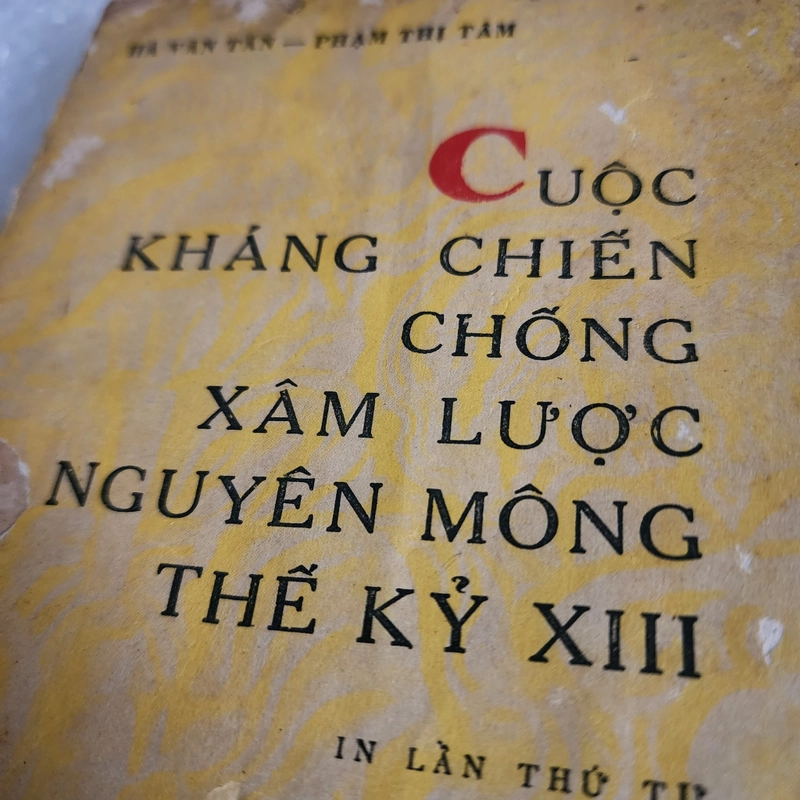 HÀ VĂN TẤN — PHẠM THỊ TÂM
CUỘC
KHÁNG CHIẾN
CHỐNG
XÂM LƯỢC
NGUYÊN MÔNG
THẾ KỶ XIII
IN LẦN THỨ TƯ